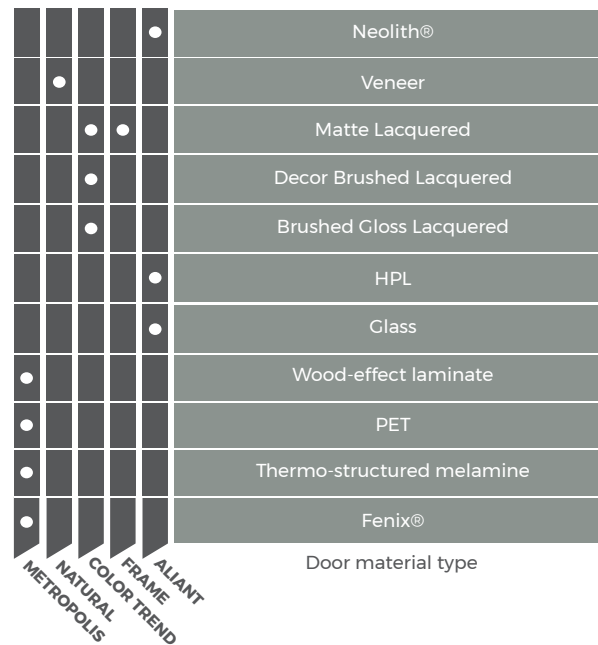 Neolith®
Veneer
Matte Lacquered
Decor Brushed Lacquered
Brushed Gloss Lacquered
HPL
Glass
Wood-effect laminate
PET
Thermo-structured melamine
Fenix®
Door material type
METROPOLIS
NATURAL
COLOR TREND
FRAME
ALIANT